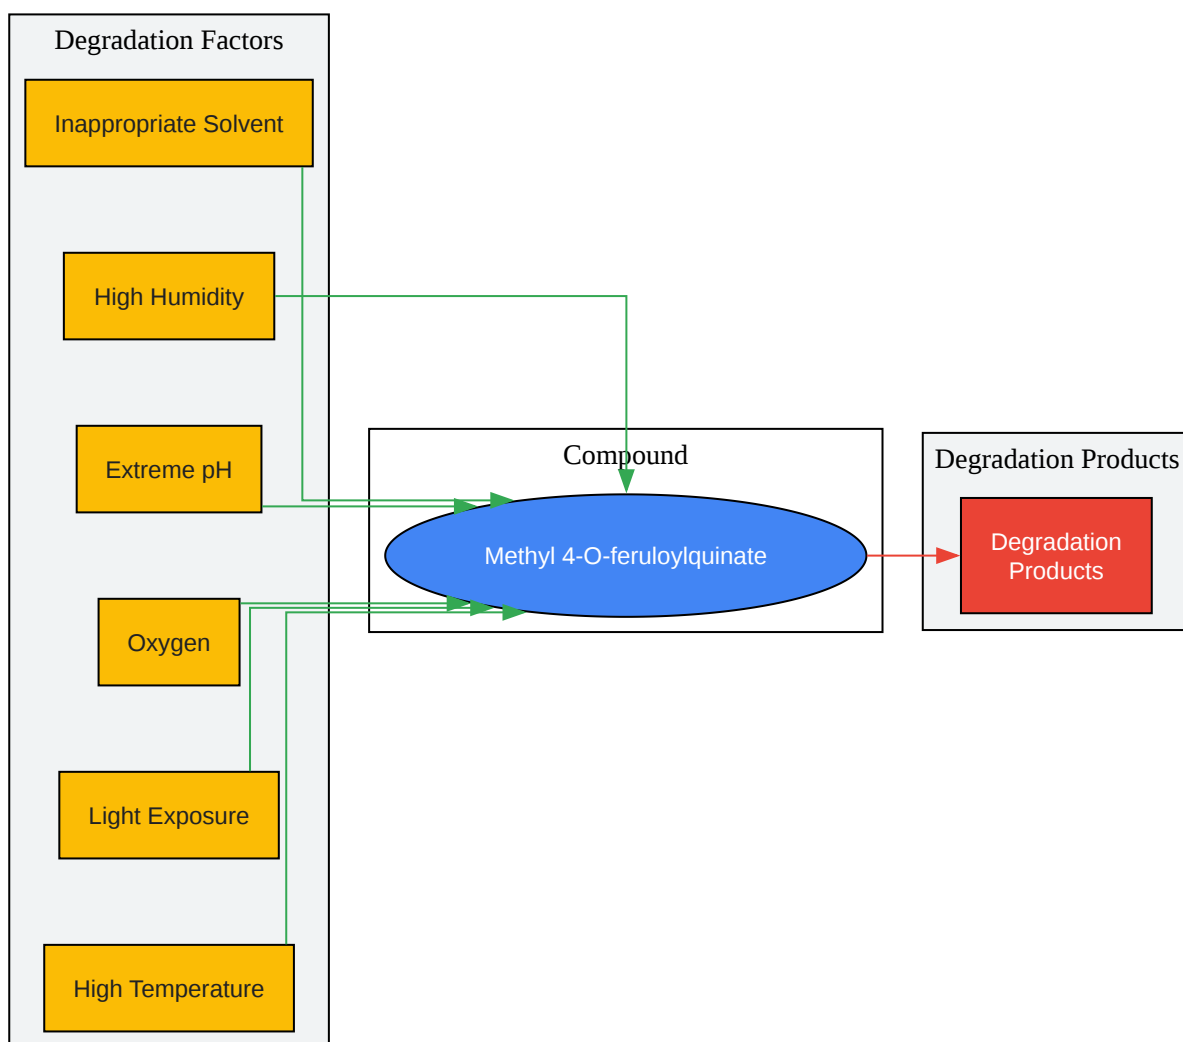 Degradation Factors
Inappropriate Solvent
High Humidity
Extreme pH
Oxygen
Light Exposure
High Temperature
Compound
Methyl 4-O-feruloylquinate
Degradation Products
Degradation
Products